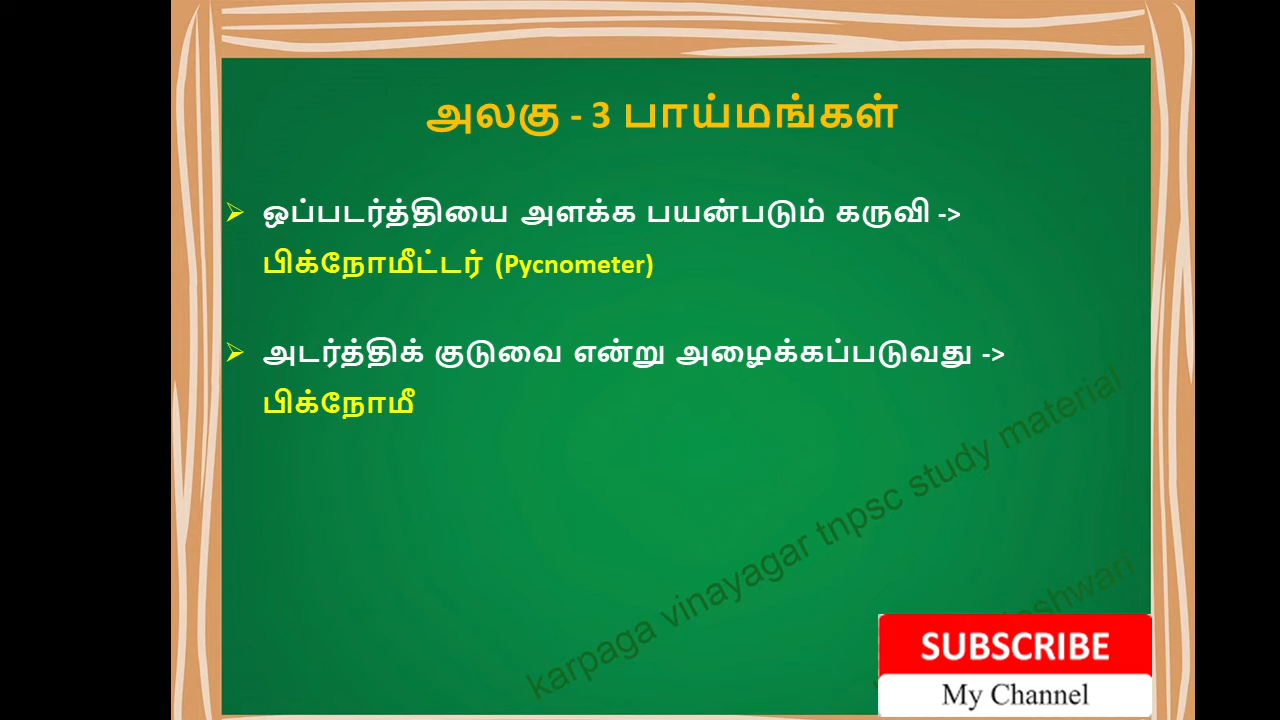 அலகு - 3 பாய்மங்கள்
➢ ஒப்படர்த்தியை அளக்க பயன்படும் கருவி ->
பிக்நோமீட்டர் (Pycnometer)
➢ அடர்த்திக் குடுவை என்று அழைக்கப்படுவது ->
பிக்நோமீ
karpaga vinayagar tnpsc study material
SUBSCRIBE
My Channel